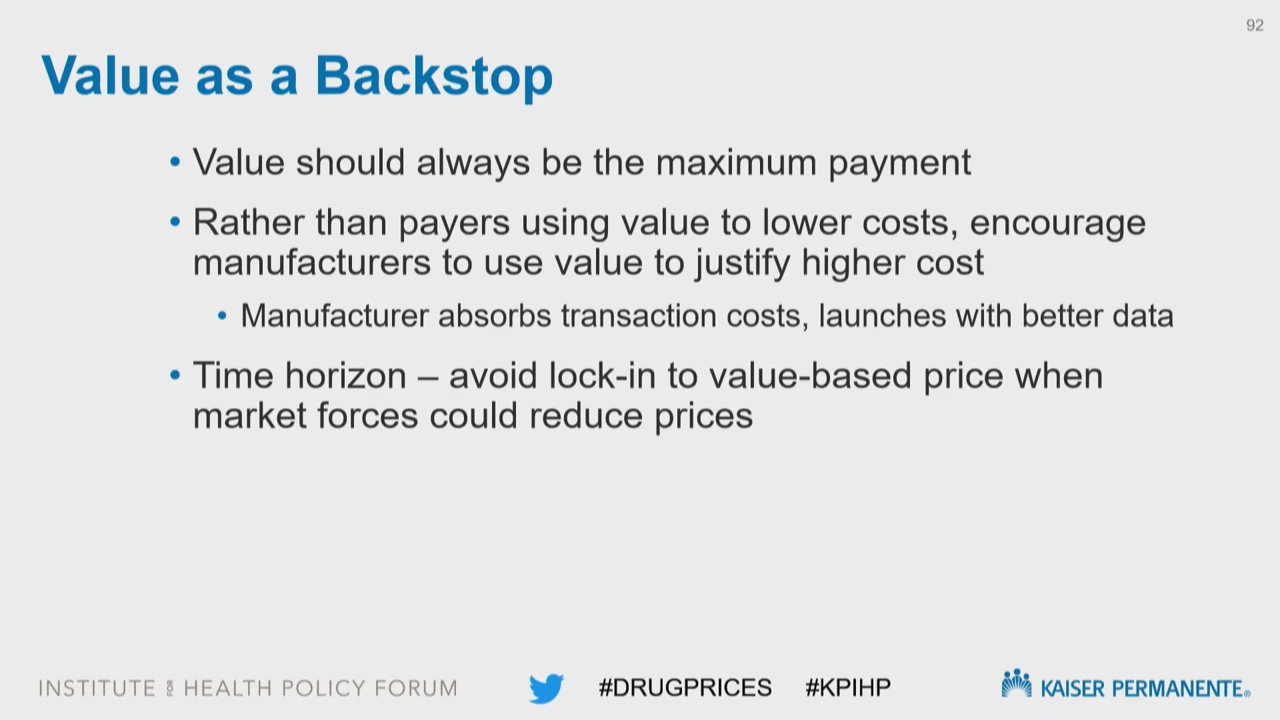 92
Value as a Backstop
• Value should always be the maximum payment
• Rather than payers using value to lower costs, encourage
manufacturers to use value to justify higher cost
• Manufacturer absorbs transaction costs, launches with better data
• Time horizon – avoid lock-in to value-based price when
market forces could reduce prices
INSTITUTE FOR HEALTH POLICY FORUM
#DRUGPRICES #KPIHP
KAISER PERMANENTE®